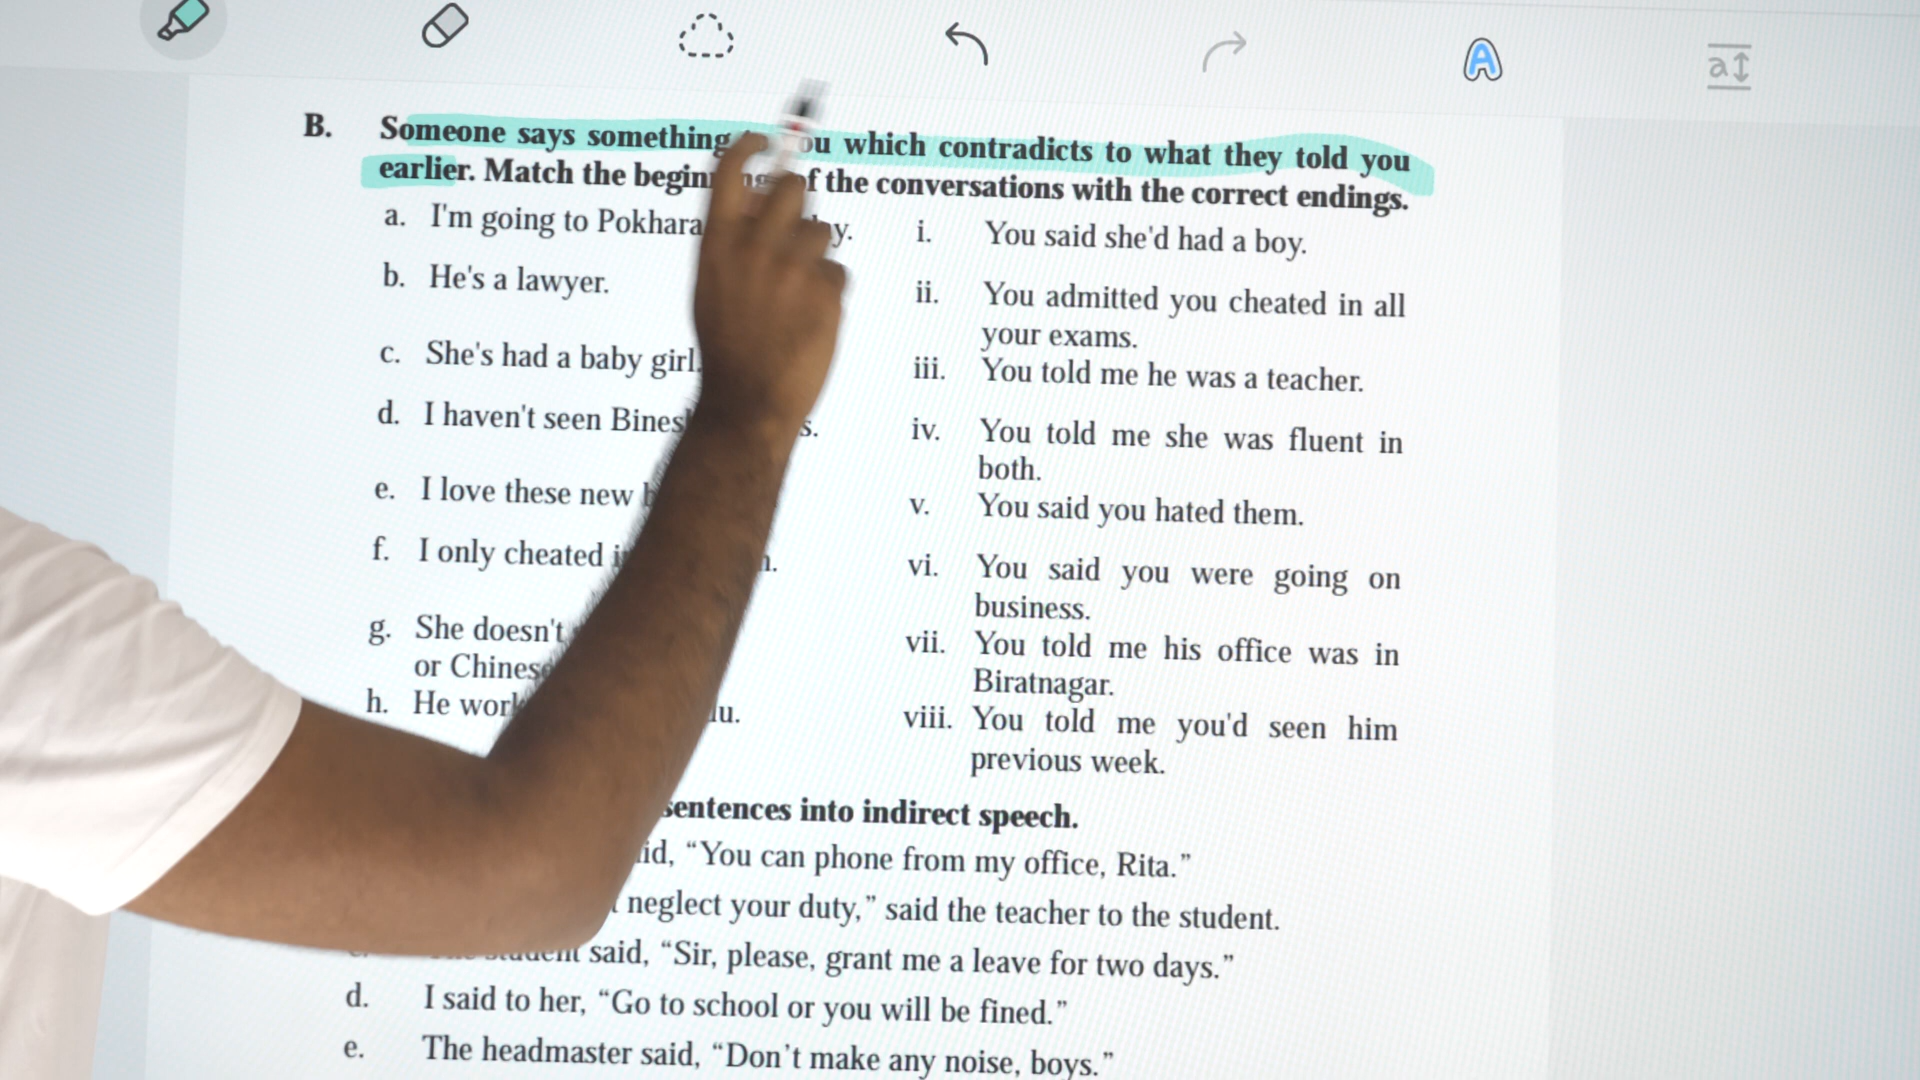 B. Someone says something you which contradicts to what they told you
earlier. Match the of the conversations with the correct endings.
a. I'm going to Pokhara
i. You said she'd had a boy.
b. He's a lawyer.
ii. You admitted you cheated in all
your exams.
c. She's had a baby girl.
iii. You told me he was a teacher.
d. I haven't seen
iv. You told me she was fluent in
both.
e. I love these new
v. You said you hated them.
f. I only cheated
vi. You said you were going on
business.
g. She doesn't
or
vii. You told me his office was in
Biratnagar.
h. He
viii. You told me you'd seen him
previous week.
sentences into indirect speech.
“You can phone from my office, Rita.”
neglect your duty,” said the teacher to the student.
said, “Sir, please, grant me a leave for two days.”
d. I said to her, “Go to school or you will be fined.”
e. The headmaster said, “Don't make any noise, boys.”
A
a